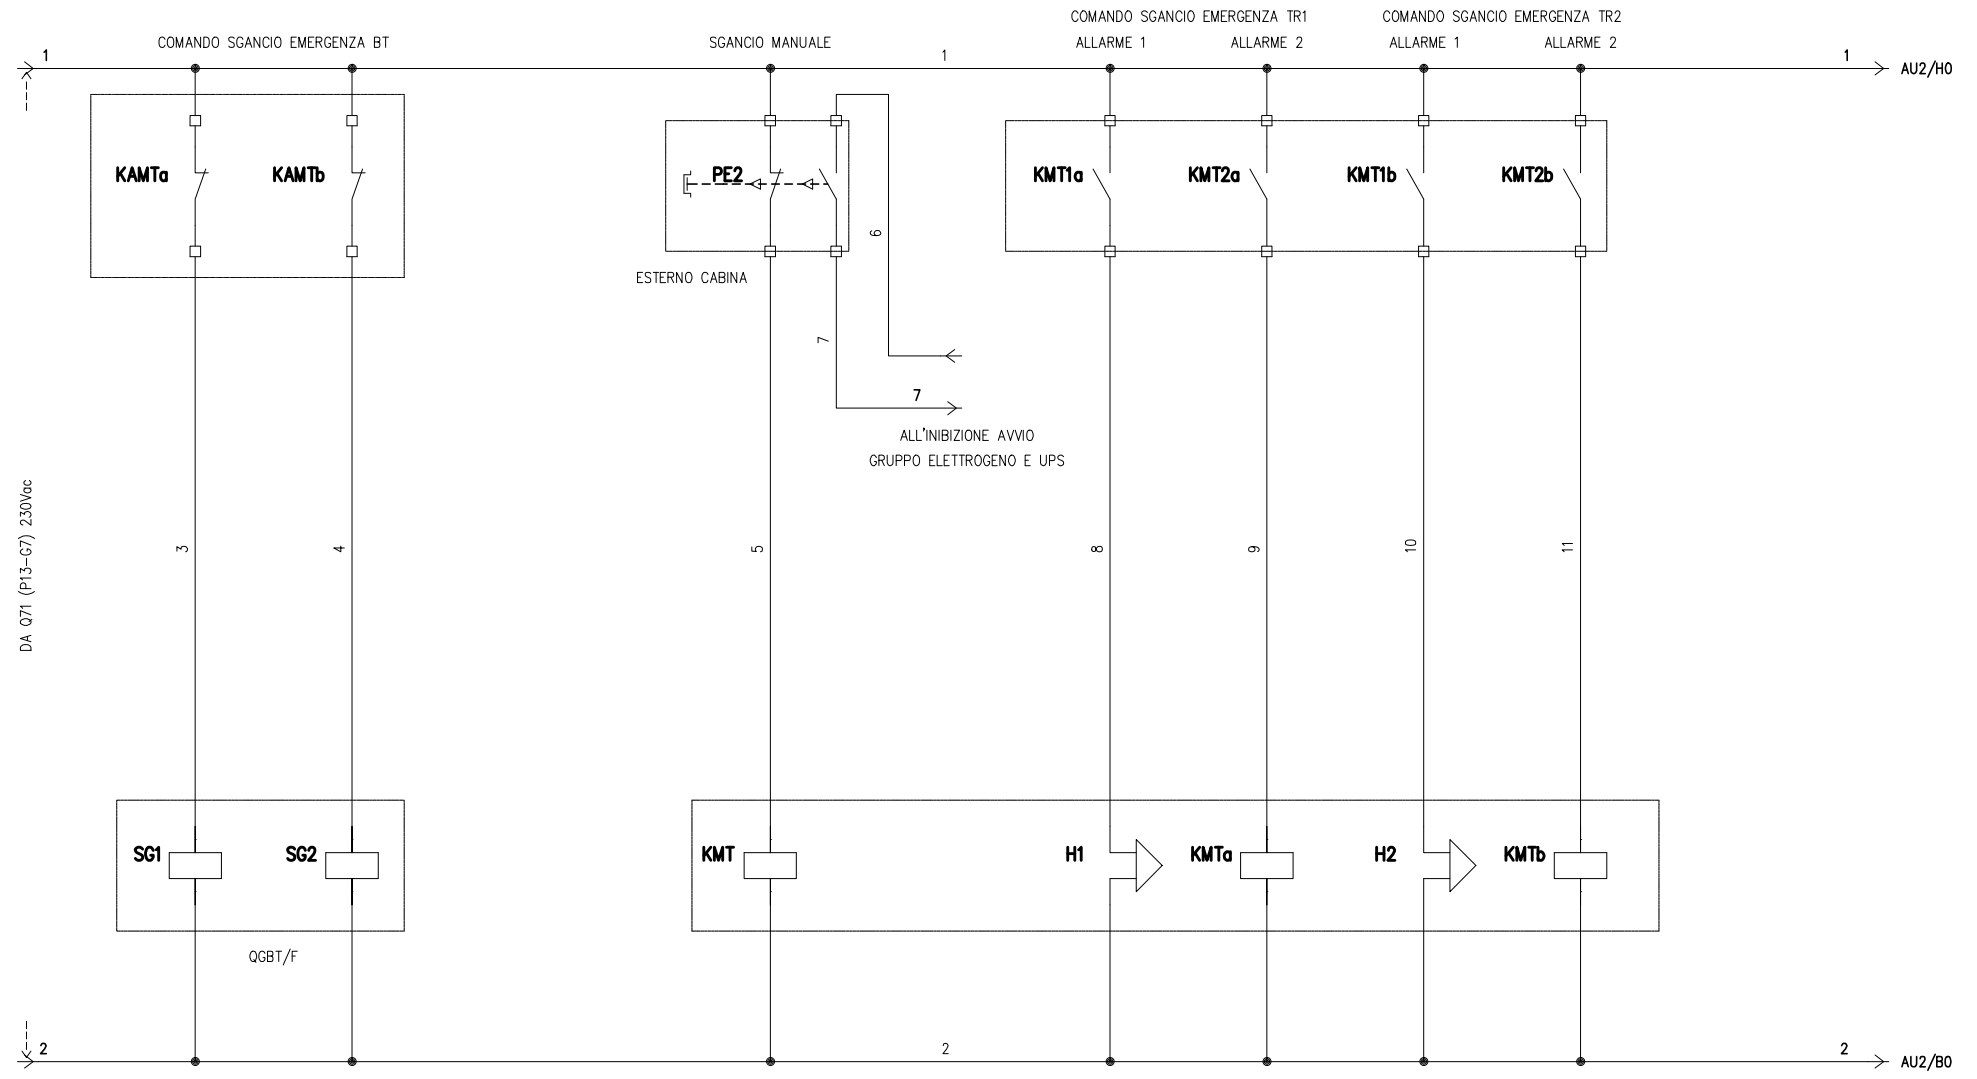 COMANDO SGANCIO EMERGENZA TR1
COMANDO SGANCIO EMERGENZA TR2
COMANDO SGANCIO EMERGENZA BT
SGANCIO MANUALE
ALLARME 1
ALLARME 2
ALLARME 1
ALLARME 2
1
1
1
AU2/H0
KAMTa
KAMTb
PE2
KMT1a
KMT2a
KMT1b
KMT2b
6
ESTERNO CABINA
7
7
ALL'INIBIZIONE AVVIO
GRUPPO ELETTROGENO E UPS
DA Q71 (P13-G7) 230Vac
3
4
5
8
9
10
11
SG1
SG2
KMT
H1
KMTa
H2
KMTb
QGBT/F
2
2
2
AU2/B0